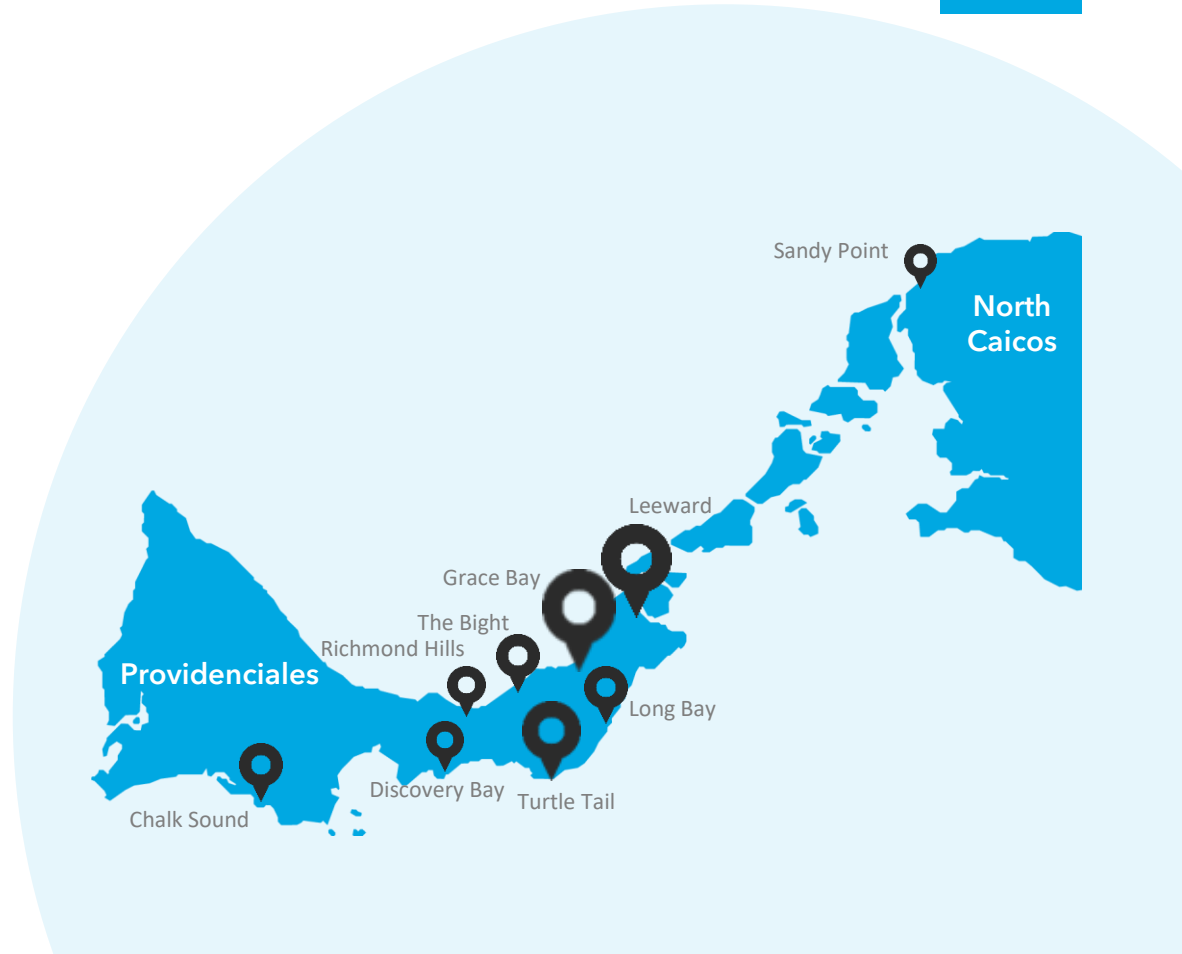 Sandy Point
North
Caicos
Leeward
Grace Bay
The Bight
Richmond Hills
Providenciales
Long Bay
Discovery Bay
Turtle Tail
Chalk Sound